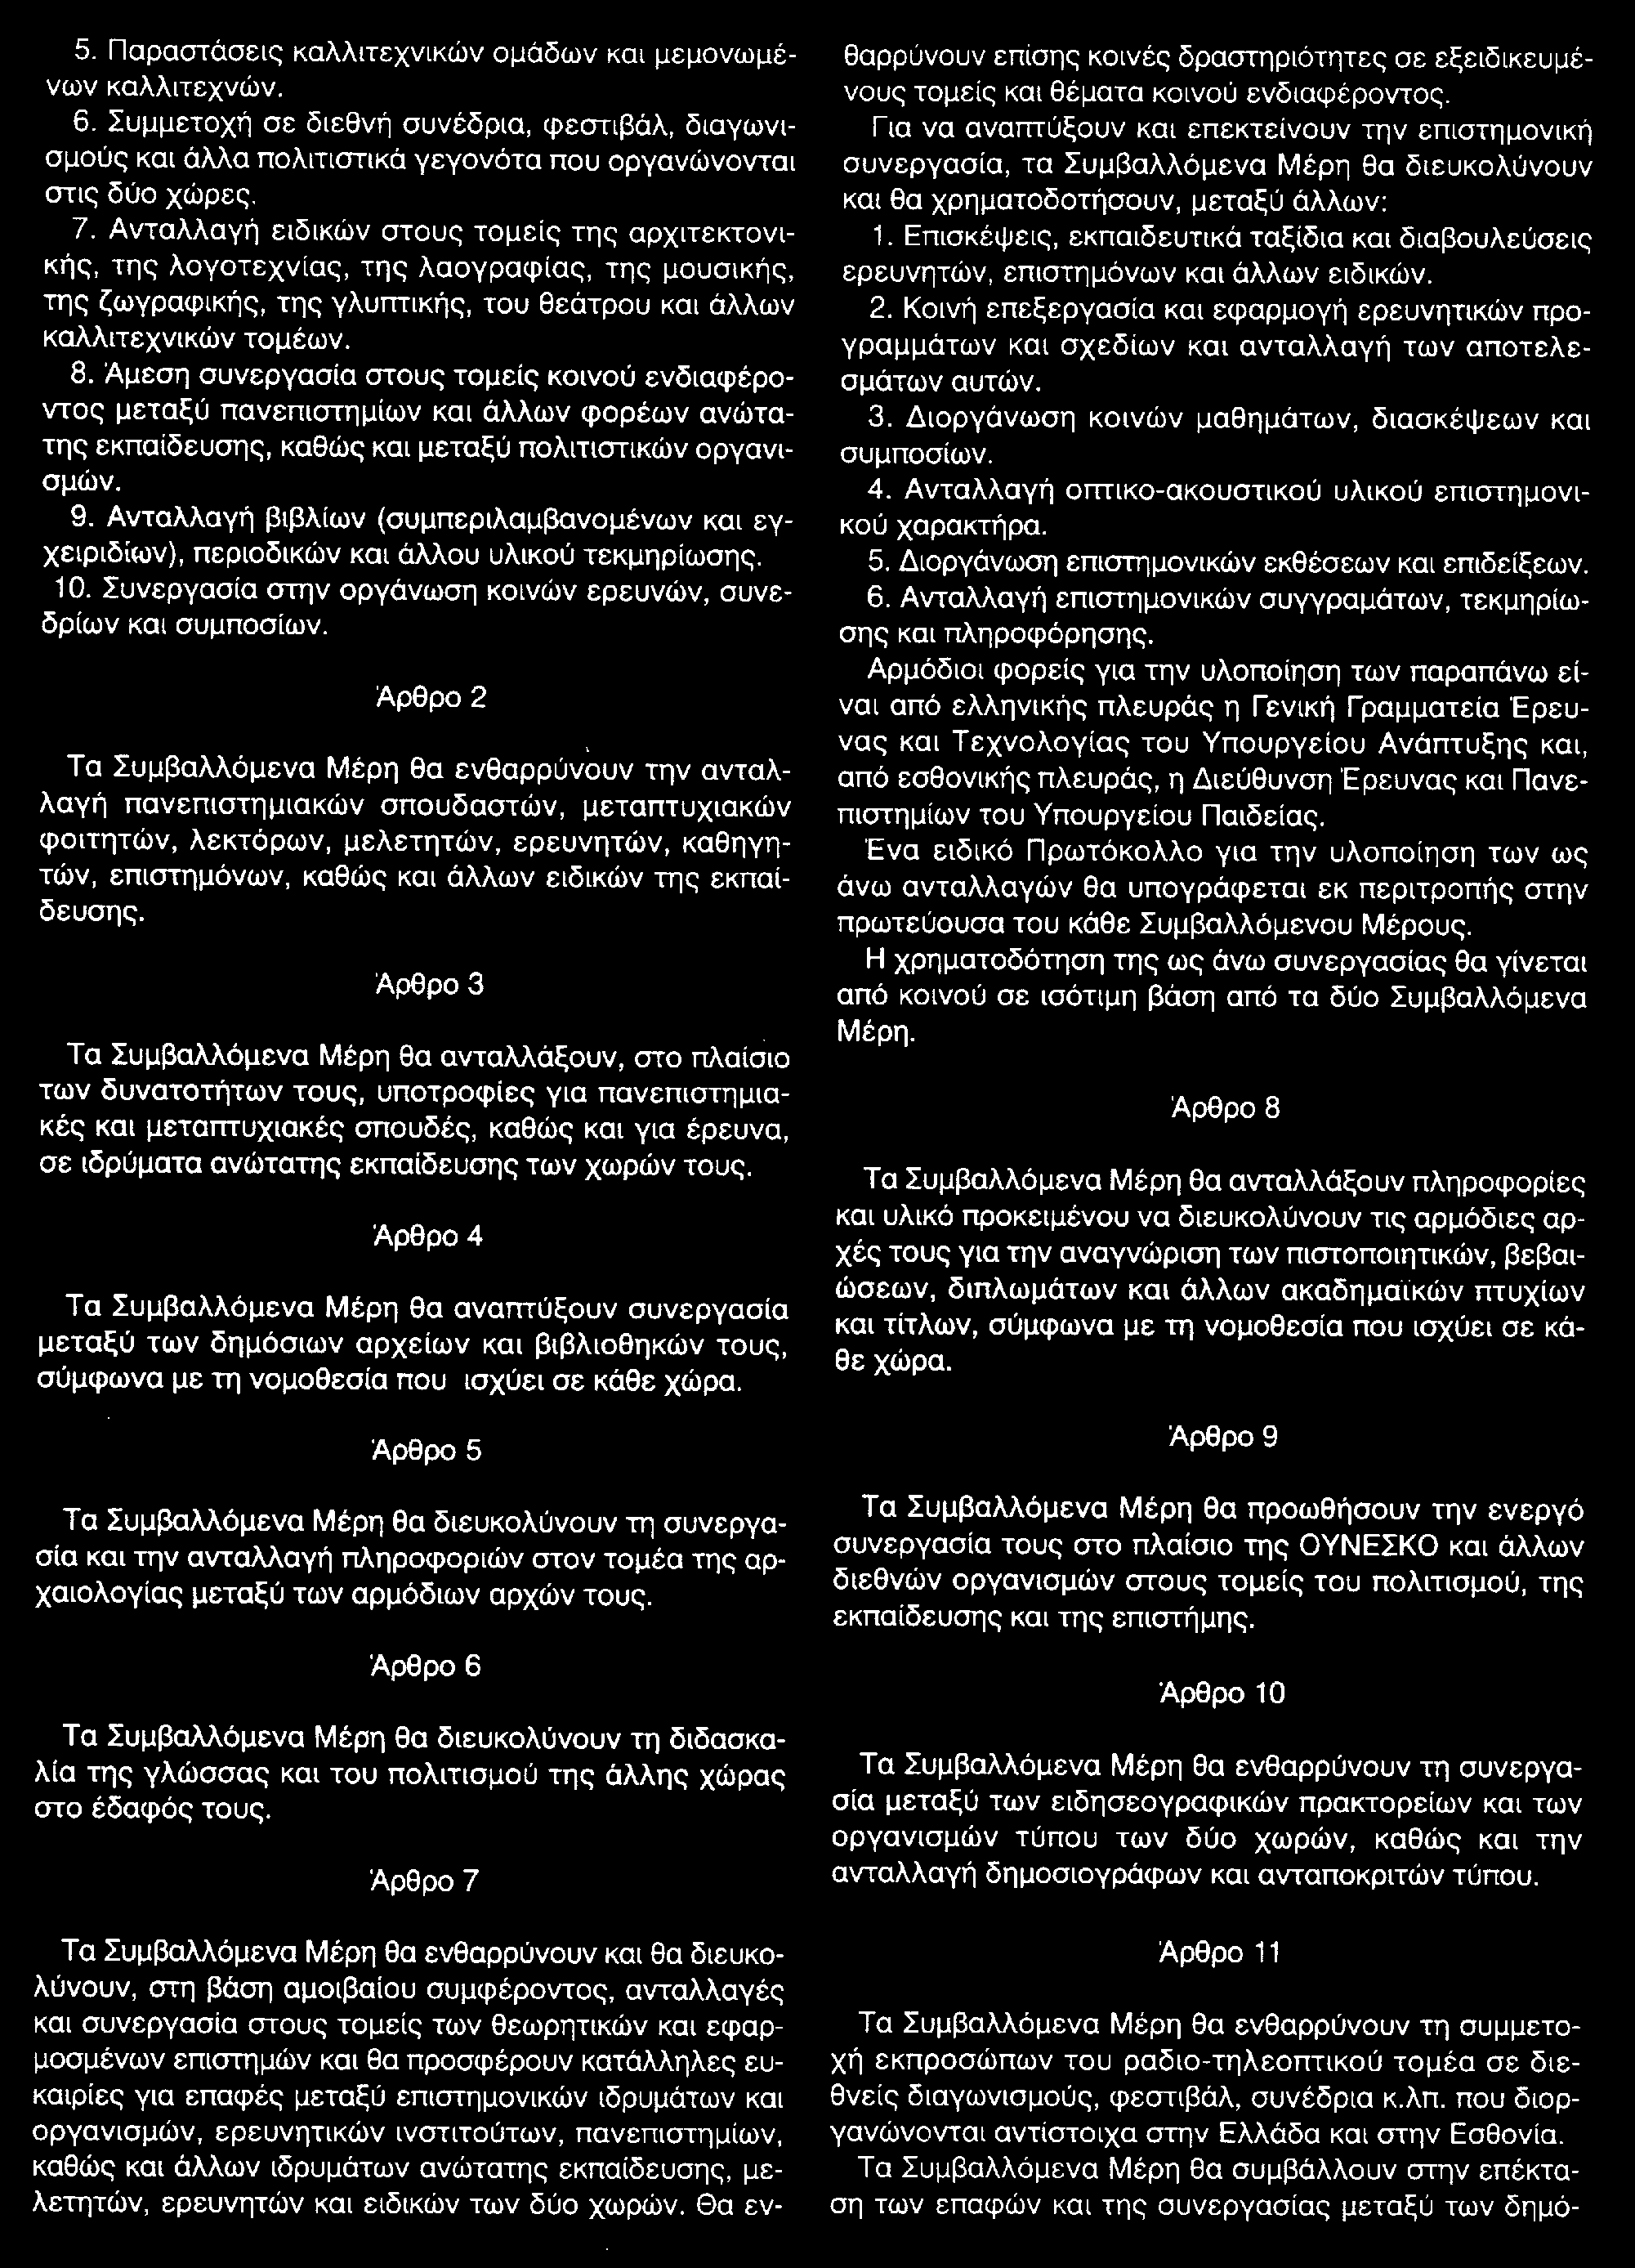 5. Παραστάσεις καλλιτεχνικών ομάδων και μεμονωμέ-
νων καλλιτεχνών.
6. Συμμετοχή σε διεθνή συνέδρια, φεστιβάλ, διαγωνι-
σμούς και άλλα πολιτιστικά γεγονότα που οργανώνονται
στις δύο χώρες.
7. Ανταλλαγή ειδικών στους τομείς της αρχιτεκτονι-
κής, της λογοτεχνίας, της λαογραφίας, της μουσικής,
της ζωγραφικής, της γλυπτικής, του θεάτρου και άλλων
καλλιτεχνικών τομέων.
8. Άμεση συνεργασία στους τομείς κοινού ενδιαφέρο-
ντος μεταξύ πανεπιστημίων και άλλων φορέων ανώτα-
της εκπαίδευσης, καθώς και μεταξύ πολιτιστικών οργανι-
σμών.
9. Ανταλλαγή βιβλίων (συμπεριλαμβανομένων και εγ-
χειριδίων), περιοδικών και άλλου υλικού τεκμηρίωσης.
10. Συνεργασία στην οργάνωση κοινών ερευνών, συνε-
δρίων και συμποσίων.
Άρθρο 2
Τα Συμβαλλόμενα Μέρη θα ενθαρρύνουν την ανταλ-
λαγή πανεπιστημιακών σπουδαστών, μεταπτυχιακών
φοιτητών, λεκτόρων, μελετητών, ερευνητών, καθηγη-
τών, επιστημόνων, καθώς και άλλων ειδικών της εκπαί-
δευσης.
Άρθρο 3
Τα Συμβαλλόμενα Μέρη θα ανταλλάξουν, στο πλαίσιο
των δυνατοτήτων τους, υποτροφίες για πανεπιστημια-
κές και μεταπτυχιακές σπουδές, καθώς και για έρευνα,
σε ιδρύματα ανώτατης εκπαίδευσης των χωρών τους.
Άρθρο 4
Τα Συμβαλλόμενα Μέρη θα αναπτύξουν συνεργασία
μεταξύ των δημόσιων αρχείων και βιβλιοθηκών τους,
σύμφωνα με τη νομοθεσία που ισχύει σε κάθε χώρα.
Άρθρο 5
Τα Συμβαλλόμενα Μέρη θα διευκολύνουν τη συνεργα-
σία και την ανταλλαγή πληροφοριών στον τομέα της αρ-
χαιολογίας μεταξύ των αρμόδιων αρχών τους.
Άρθρο 6
Τα Συμβαλλόμενα Μέρη θα διευκολύνουν τη διδασκα-
λία της γλώσσας και του πολιτισμού της άλλης χώρας
στο έδαφός τους.
Άρθρο 7
Τα Συμβαλλόμενα Μέρη θα ενθαρρύνουν και θα διευκο-
λύνουν, στη βάση αμοιβαίου συμφέροντος, ανταλλαγές
και συνεργασία στους τομείς των θεωρητικών και εφαρ-
μοσμένων επιστημών και θα προσφέρουν κατάλληλες ευ-
καιρίες για επαφές μεταξύ επιστημονικών ιδρυμάτων και
οργανισμών, ερευνητικών ινστιτούτων, πανεπιστημίων,
καθώς και άλλων ιδρυμάτων ανώτατης εκπαίδευσης, με-
λετητών, ερευνητών και ειδικών των δύο χωρών. Θα εν-
θαρρύνουν επίσης κοινές δραστηριότητες σε εξειδικευμέ-
νους τομείς και θέματα κοινού ενδιαφέροντος.
Για να αναπτύξουν και επεκτείνουν την επιστημονική
συνεργασία, τα Συμβαλλόμενα Μέρη θα διευκολύνουν
και θα χρηματοδοτήσουν, μεταξύ άλλων:
1. Επισκέψεις, εκπαιδευτικά ταξίδια και διαβουλεύσεις
ερευνητών, επιστημόνων και άλλων ειδικών.
2. Κοινή επεξεργασία και εφαρμογή ερευνητικών προ-
γραμμάτων και σχεδίων και ανταλλαγή των αποτελε-
σμάτων αυτών.
3. Διοργάνωση κοινών μαθημάτων, διασκέψεων και
συμποσίων.
4. Ανταλλαγή οπτικο-ακουστικού υλικού επιστημονι-
κού χαρακτήρα.
5. Διοργάνωση επιστημονικών εκθέσεων και επιδείξεων.
6. Ανταλλαγή επιστημονικών συγγραμάτων, τεκμηρίω-
σης και πληροφόρησης.
Αρμόδιοι φορείς για την υλοποίηση των παραπάνω εί-
ναι από ελληνικής πλευράς η Γενική Γραμματεία Έρευ-
νας και Τεχνολογίας του Υπουργείου Ανάπτυξης και,
από εσθονικής πλευράς, η Διεύθυνση Έρευνας και Πανε-
πιστημίων του Υπουργείου Παιδείας.
Ένα ειδικό Πρωτόκολλο για την υλοποίηση των ως
άνω ανταλλαγών θα υπογράφεται εκ περιτροπής στην
πρωτεύουσα του κάθε Συμβαλλόμενου Μέρους.
Η χρηματοδότηση της ως άνω συνεργασίας θα γίνεται
από κοινού σε ισότιμη βάση από τα δύο Συμβαλλόμενα
Μέρη.
Άρθρο 8
Τα Συμβαλλόμενα Μέρη θα ανταλλάξουν πληροφορίες
και υλικό προκειμένου να διευκολύνουν τις αρμόδιες αρ-
χές τους για την αναγνώριση των πιστοποιητικών, βεβαι-
ώσεων, διπλωμάτων και άλλων ακαδημαϊκών πτυχίων
και τίτλων, σύμφωνα με τη νομοθεσία που ισχύει σε κά-
θε χώρα.
Άρθρο 9
Τα Συμβαλλόμενα Μέρη θα προωθήσουν την ενεργό
συνεργασία τους στο πλαίσιο της ΟΥΝΕΣΚΟ και άλλων
διεθνών οργανισμών στους τομείς του πολιτισμού, της
εκπαίδευσης και της επιστήμης.
Άρθρο 10
Τα Συμβαλλόμενα Μέρη θα ενθαρρύνουν τη συνεργα-
σία μεταξύ των ειδησεογραφικών πρακτορείων και των
οργανισμών τύπου των δύο χωρών, καθώς και την
ανταλλαγή δημοσιογράφων και ανταποκριτών τύπου.
Άρθρο 11
Τα Συμβαλλόμενα Μέρη θα ενθαρρύνουν τη συμμετο-
χή εκπροσώπων του ραδιο-τηλεοπτικού τομέα σε διε-
θνείς διαγωνισμούς, φεστιβάλ, συνέδρια κ.λπ. που διορ-
γανώνονται αντίστοιχα στην Ελλάδα και στην Εσθονία.
Τα Συμβαλλόμενα Μέρη θα συμβάλλουν στην επέκτα-
ση των επαφών και της συνεργασίας μεταξύ των δημό-